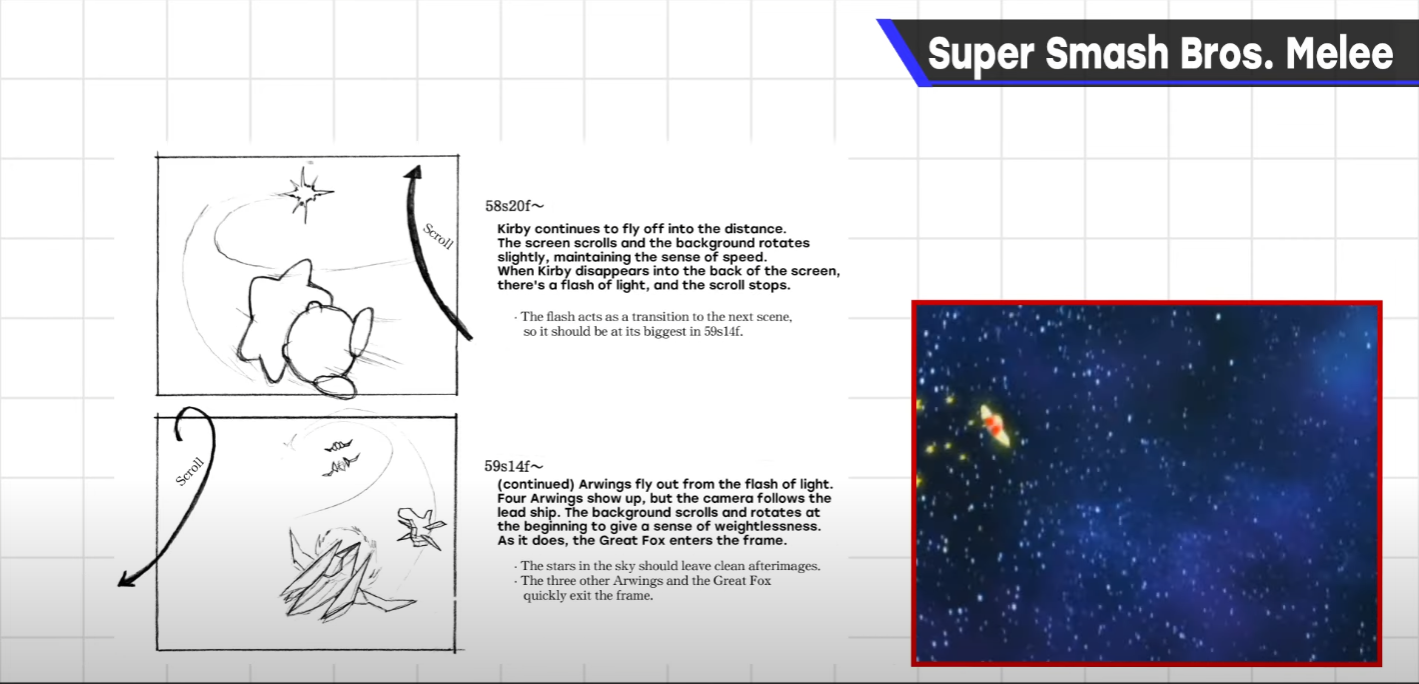 Super Smash Bros. Melee
Scroll
58s20f~
Kirby continues to fly off into the distance.
The screen scrolls and the background rotates
slightly, maintaining the sense of speed.
When Kirby disappears into the back of the screen,
there's a flash of light, and the scroll stops.
· The flash acts as a transition to the next scene,
so it should be at its biggest in 59s14f.
Scroll
59s14f~
(continued) Arwings fly out from the flash of light.
Four Arwings show up, but the camera follows the
lead ship. The background scrolls and rotates at
the beginning to give a sense of weightlessness.
As it does, the Great Fox enters the frame.
· The stars in the sky should leave clean afterimages.
· The three other Arwings and the Great Fox
quickly exit the frame.